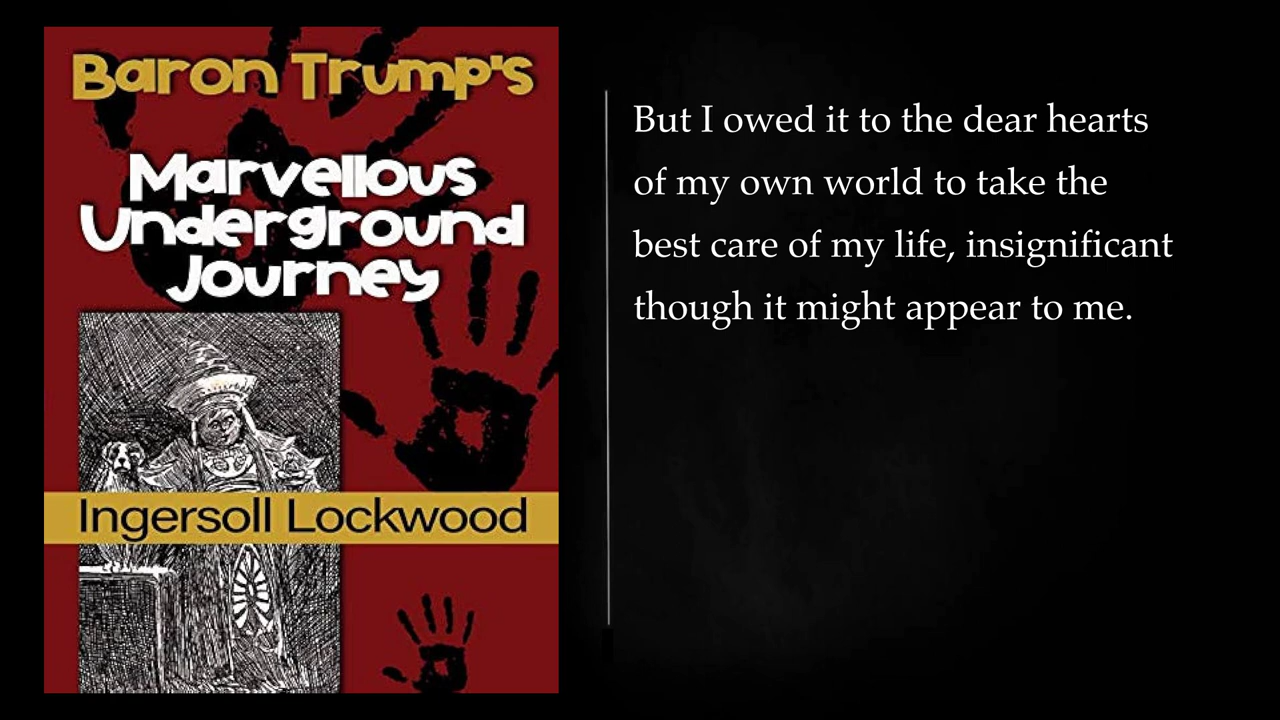 Baron Trump's
Marvellous
Underground
Journey
Ingersoll Lockwood
But I owed it to the dear hearts
of my own world to take the
best care of my life, insignificant
though it might appear to me.